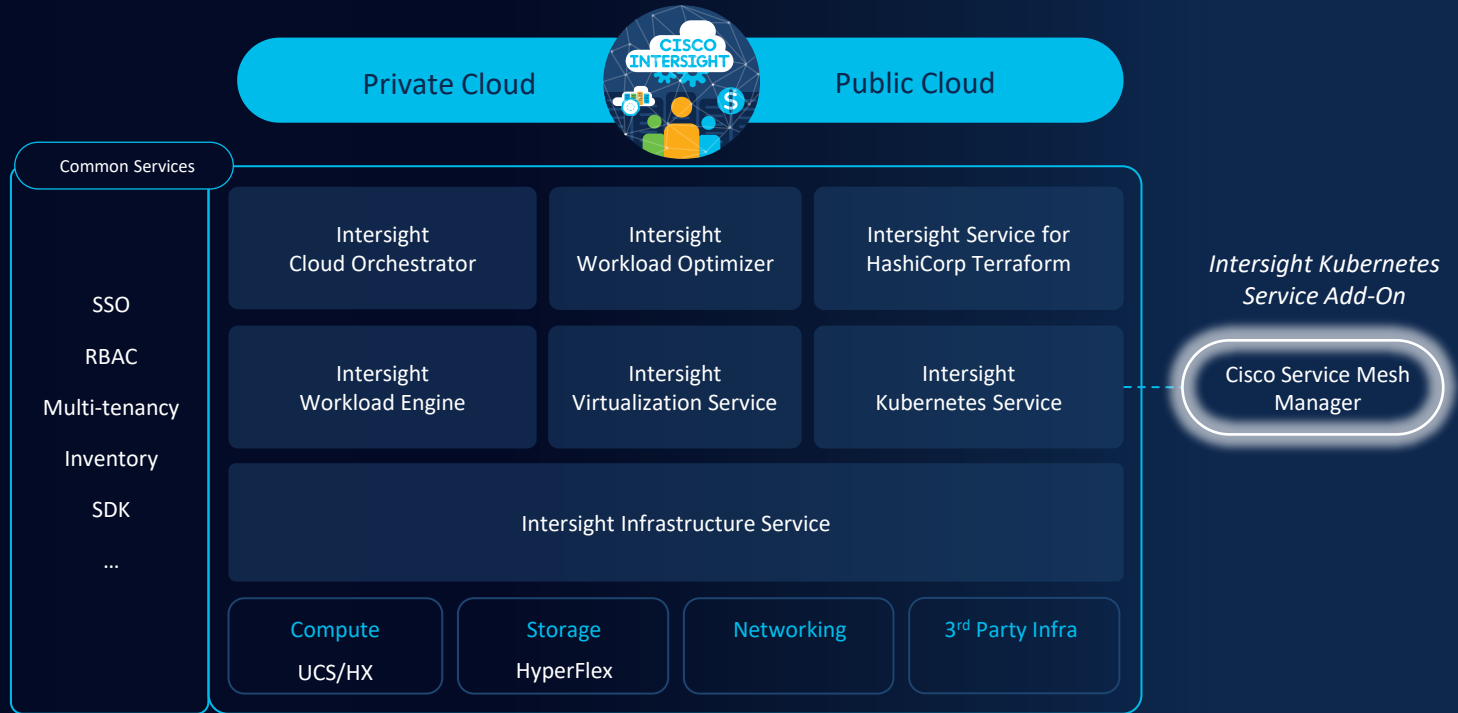 CISCO
INTERSIGHT
Private Cloud
Public Cloud
$
Common Services
SSO
RBAC
Multi-tenancy
Inventory
SDK
...
Intersight
Cloud Orchestrator
Intersight
Workload Optimizer
Intersight Service for
HashiCorp Terraform
Intersight
Workload Engine
Intersight
Virtualization Service
Intersight
Kubernetes Service
Intersight Infrastructure Service
Compute
UCS/HX
Storage
HyperFlex
Networking
3rd Party Infra
Intersight Kubernetes
Service Add-On
Cisco Service Mesh
Manager